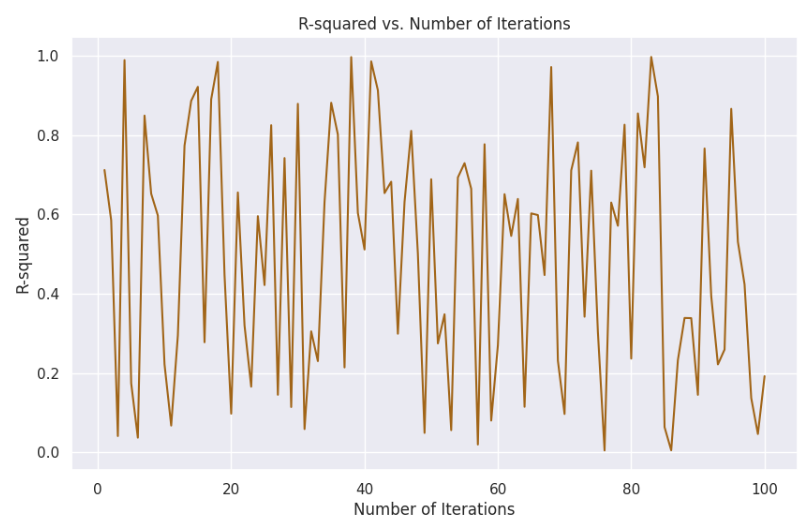 R-squared vs. Number of Iterations
1.0
0.8
0.6
0.4
0.2
0.0
R-squared
0 20 40 60 80 100
Number of Iterations